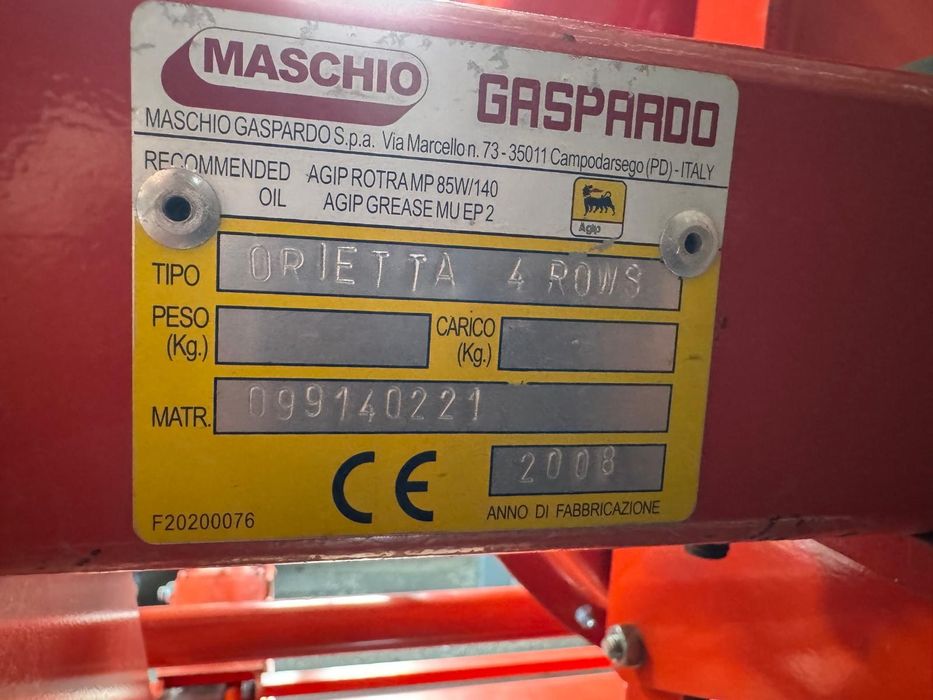 MASCHIO GASPARDO
MASCHIO GASPARDO S.p.a. Via Marcello n. 73 - 35011 Campodarsego (PD) - ITALY
RECOMMENDED OIL AGIP ROTRA MP 85W/140
AGIP GREASE MU EP 2
Agip
TIPO ORIETTA 4 ROWS
PESO (Kg.) CARICO (Kg.)
MATR. 099140221
CE 2008
F20200076 ANNO DI FABBRICAZIONE